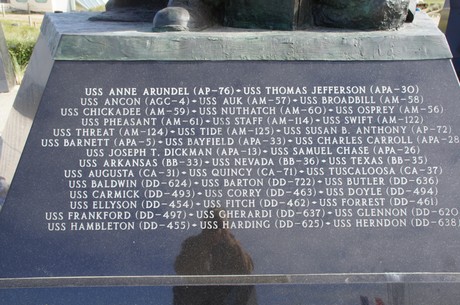 USS ANNE ARUNDEL (AP-76) • USS THOMAS JEFFERSON (APA-30)
USS ANCON (AGC-4) • USS AUK (AM-57) • USS BROADBILL (AM-58)
USS CHICKADEE (AM-59) • USS NUTHATCH (AM-60) • USS OSPREY (AM-56)
USS PHEASANT (AM-61) • USS STAFF (AM-114) • USS SWIFT (AM-122)
USS THREAT (AM-124) • USS TIDE (AM-125) • USS SUSAN B. ANTHONY (AP-72)
USS BARNETT (APA-5) • USS BAYFIELD (APA-33) • USS CHARLES CARROLL (APA-28
USS JOSEPH T. DICKMAN (APA-13) • USS SAMUEL CHASE (APA-26)
USS ARKANSAS (BB-33) • USS NEVADA (BB-36) • USS TEXAS (BB-35)
USS AUGUSTA (CA-31) • USS QUINCY (CA-71) • USS TUSCALOOSA (CA-37)
USS BALDWIN (DD-624) • USS BARTON (DD-722) • USS BUTLER (DD-636)
USS CARMICK (DD-493) • USS CORRY (DD-463) • USS DOYLE (DD-494)
USS ELLYSON (DD-454) • USS FITCH (DD-462) • USS FORREST (DD-461)
USS FRANKFORD (DD-497) • USS GHERARDI (DD-637) • USS GLENNON (DD-620
USS HAMBLETON (DD-455) • USS HARDING (DD-625) • USS HERNDON (DD-638)